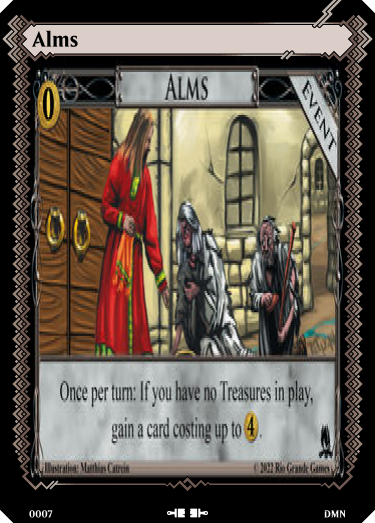 Alms
0
ALMS
EVENT
Once per turn: If you have no Treasures in play,
gain a card costing up to 4.
Illustration: Matthias Catrein
© 2022 Rio Grande Games
0007
DMN